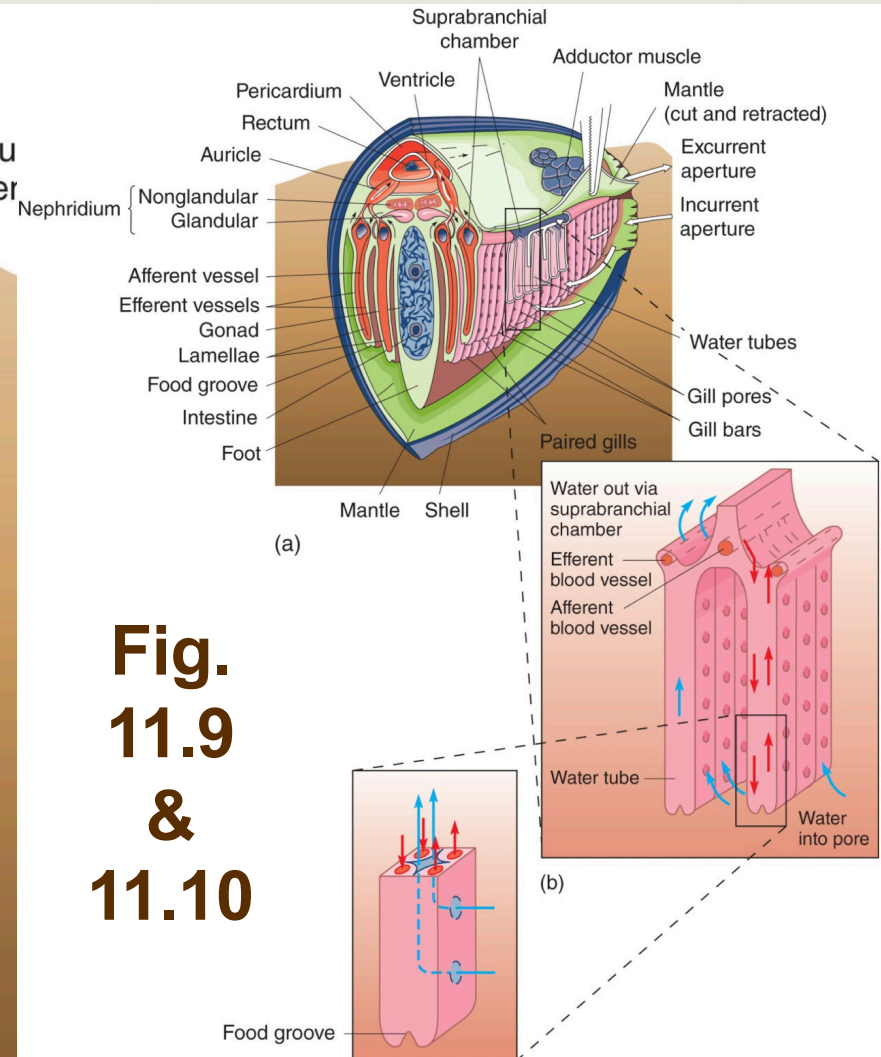 Suprabranchial
chamber
Adductor muscle
Ventricle
Mantle
(cut and retracted)
Pericardium
Rectum
Excurrent
aperture
Auricle
Nephridium
Nonglandular
Glandular
Incurrent
aperture
Afferent vessel
Efferent vessels
Gonad
Lamellae
Food groove
Intestine
Foot
Water tubes
Gill pores
Gill bars
Paired gills
Mantle
Shell
(a)
Water out via
suprabranchial
chamber
Efferent
blood vessel
Afferent
blood vessel
Water tube
Water
into pore
(b)
Fig.
11.9
&
11.10
Food groove